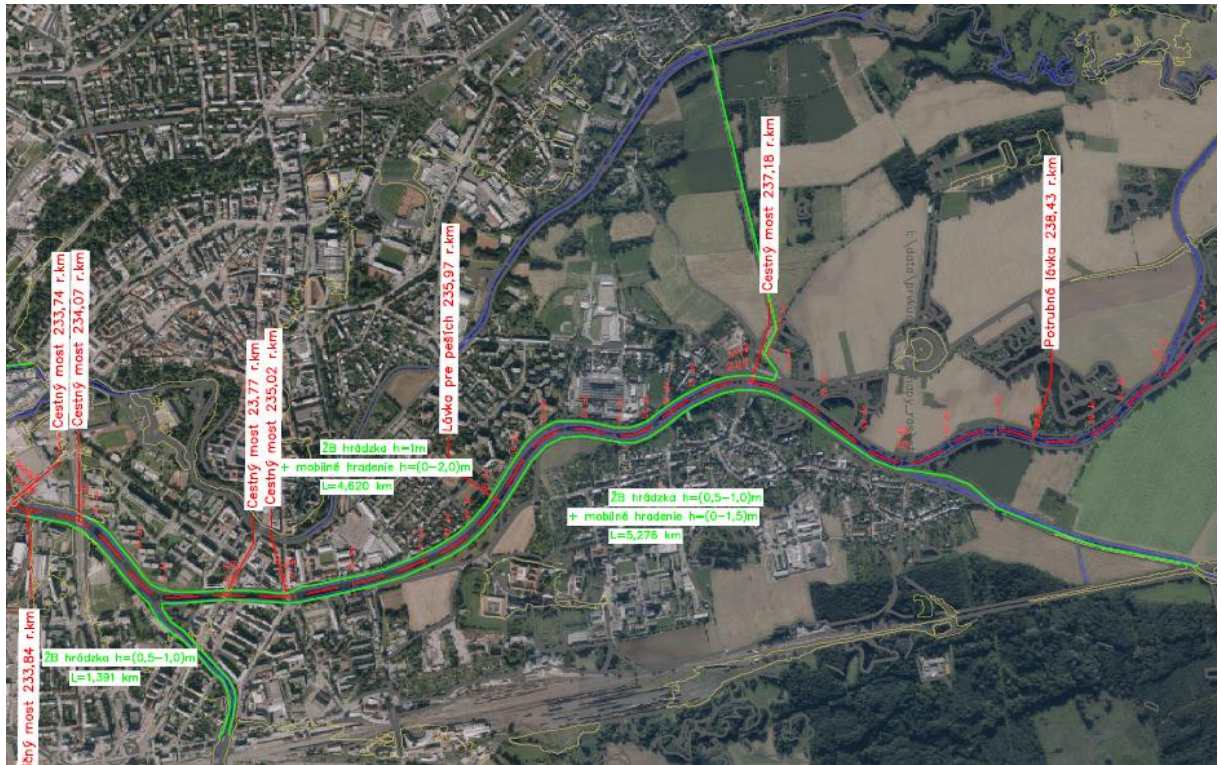 Cestný most 233,74 r.km
Cestný most 234,07 r.km
Cestný most 23,77 r.km
Cestný most 235,02 r.km
Lávka pre peších 235,97 r.km
Cestný most 237,18 r.km
Potrubná lávka 238,43 r.km
ŽB hrádzka h=1m
+ mobilné hradenie h=(0-2,0)m
L=4,620 km
ŽB hrádzka h=(0,5-1,0)m
+ mobilné hradenie h=(0-1,5)m
L=5,276 km
ŽB hrádzka h=(0,5-1,0)m
L=1,391 km
ičný most 233,84 r.km